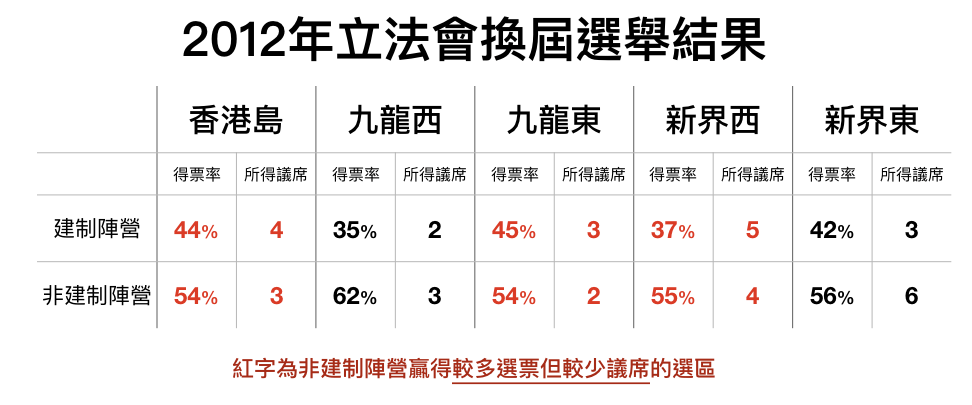 2012年立法會換屆選舉結果
香港島 九龍西 九龍東 新界西 新界東
得票率 所得議席 得票率 所得議席 得票率 所得議席 得票率 所得議席 得票率 所得議席
建制陣營 44% 4 35% 2 45% 3 37% 5 42% 3
非建制陣營 54% 3 62% 3 54% 2 55% 4 56% 6
紅字為非建制陣營贏得較多選票但較少議席的選區